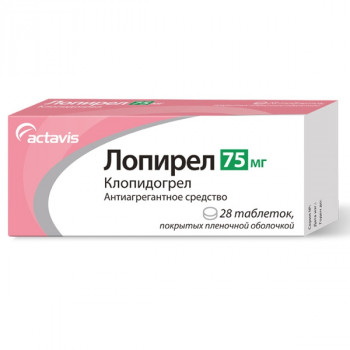 actavis
Лопирел 75 мг
Клопидогрел
Антиагрегантное средство
28 таблеток,
покрытых пленочной оболочкой